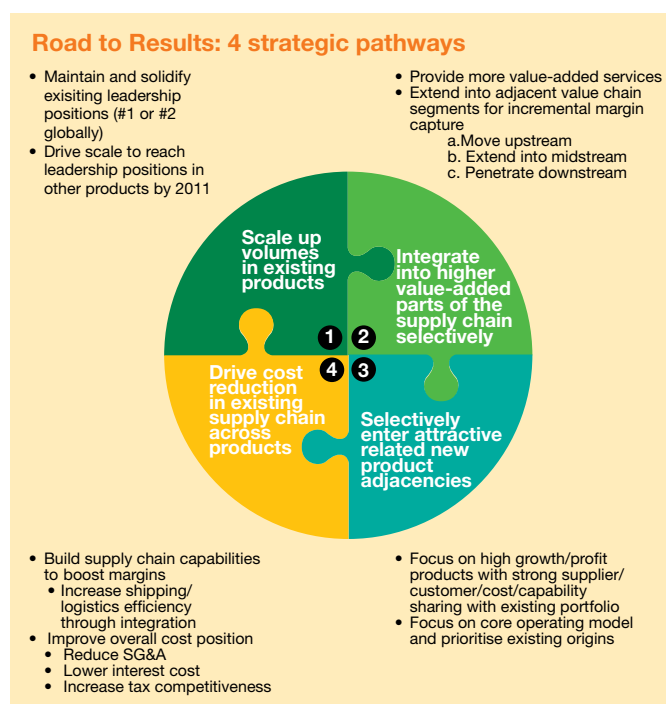 Road to Results: 4 strategic pathways
• Maintain and solidify
exisiting leadership
positions (#1 or #2
globally)
• Drive scale to reach
leadership positions in
other products by 2011
• Provide more value-added services
• Extend into adjacent value chain
segments for incremental margin
capture
a.Move upstream
b. Extend into midstream
c. Penetrate downstream
Scale up
volumes
in existing
products
1
Integrate
into higher
value-added
parts of the
supply chain
selectively
2
Drive cost
reduction
in existing
supply chain
across
products
4
Selectively
enter attractive
related new
product
adjacencies
3
• Build supply chain capabilities
to boost margins
• Increase shipping/
logistics efficiency
through integration
• Improve overall cost position
• Reduce SG&A
• Lower interest cost
• Increase tax competitiveness
• Focus on high growth/profit
products with strong supplier/
customer/cost/capability
sharing with existing portfolio
• Focus on core operating model
and prioritise existing origins